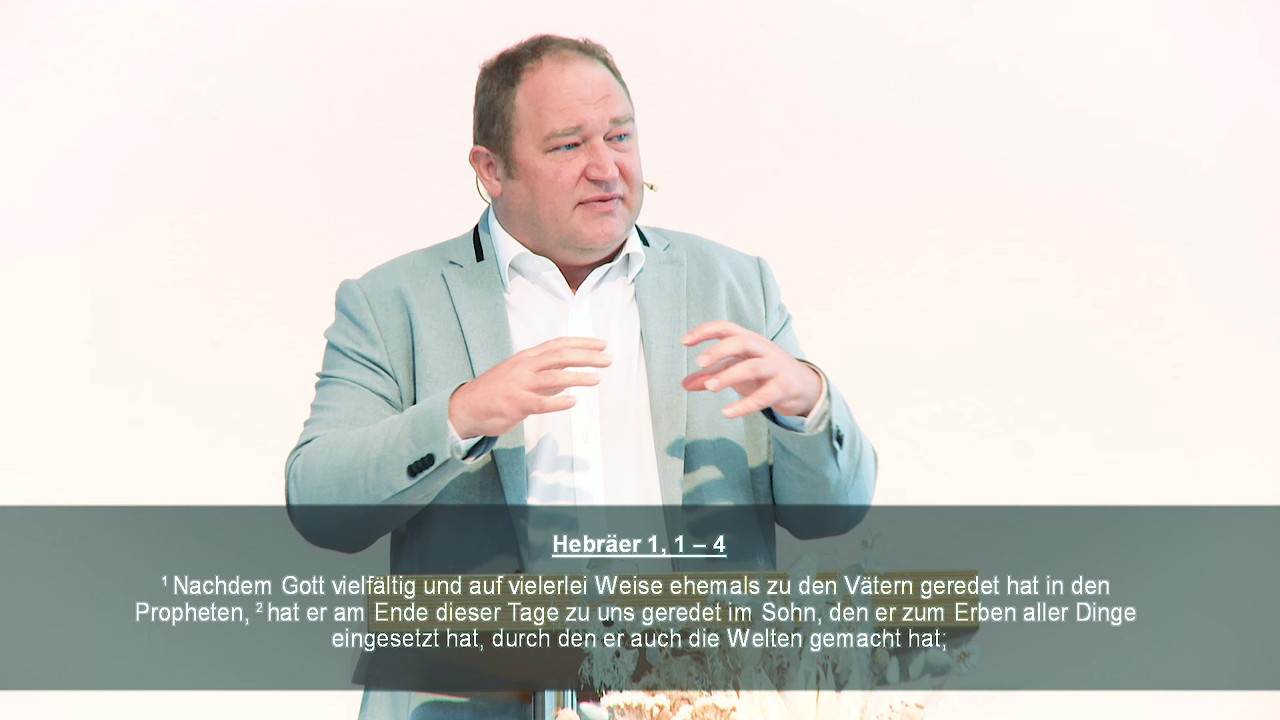 Hebräer 1, 1 – 4
¹ Nachdem Gott vielfältig und auf vielerlei Weise ehemals zu den Vätern geredet hat in den
Propheten, ² hat er am Ende dieser Tage zu uns geredet im Sohn, den er zum Erben aller Dinge
eingesetzt hat, durch den er auch die Welten gemacht hat;